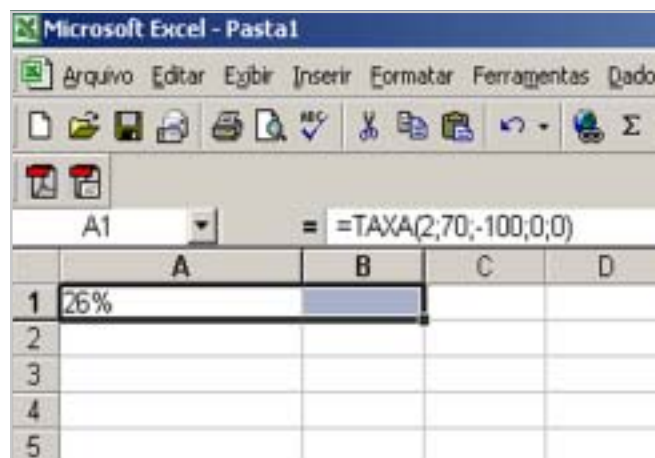 Microsoft Excel - Pasta1
Arquivo Editar Exibir Inserir Formatar Ferramentas Dado
ABC Σ
A1 = =TAXA(2;70;-100;0;0)
A B C D
1 26%
2
3
4
5